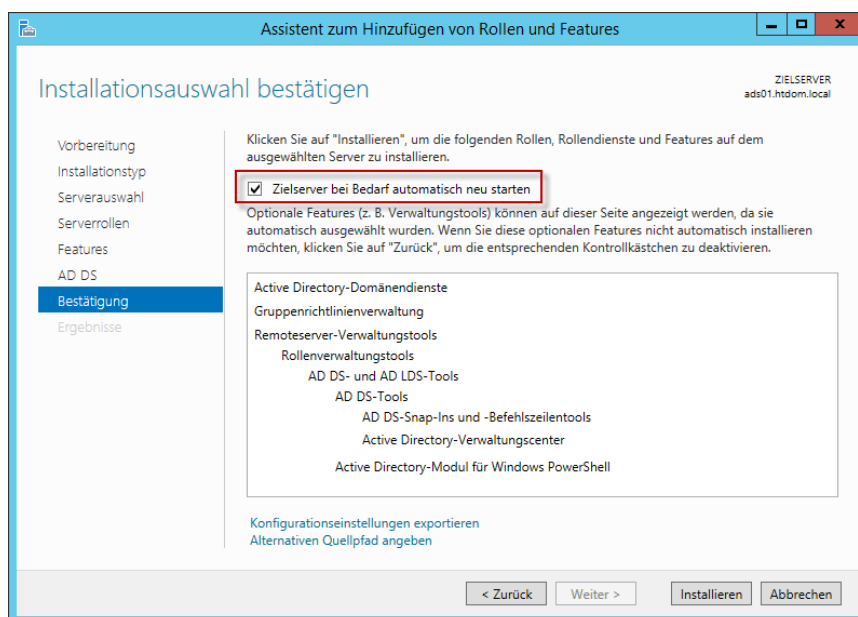 Assistent zum Hinzufügen von Rollen und Features
Installationsauswahl bestätigen
ZIELSERVER
ads01.htdom.local
Vorbereitung
Installationstyp
Serverauswahl
Serverrollen
Features
AD DS
Bestätigung
Ergebnisse
Klicken Sie auf "Installieren", um die folgenden Rollen, Rollendienste und Features auf dem
ausgewählten Server zu installieren.
Zielserver bei Bedarf automatisch neu starten
Optionale Features (z. B. Verwaltungstools) können auf dieser Seite angezeigt werden, da sie
automatisch ausgewählt wurden. Wenn Sie diese optionalen Features nicht automatisch installieren
möchten, klicken Sie auf "Zurück", um die entsprechenden Kontrollkästchen zu deaktivieren.
Active Directory-Domänendienste
Gruppenrichtlinienverwaltung
Remoteserver-Verwaltungstools
Rollenverwaltungstools
AD DS- und AD LDS-Tools
AD DS-Tools
AD DS-Snap-Ins und -Befehlszeilentools
Active Directory-Verwaltungscenter
Active Directory-Modul für Windows PowerShell
Konfigurationseinstellungen exportieren
Alternativen Quellpfad angeben
< Zurück Weiter > Installieren Abbrechen